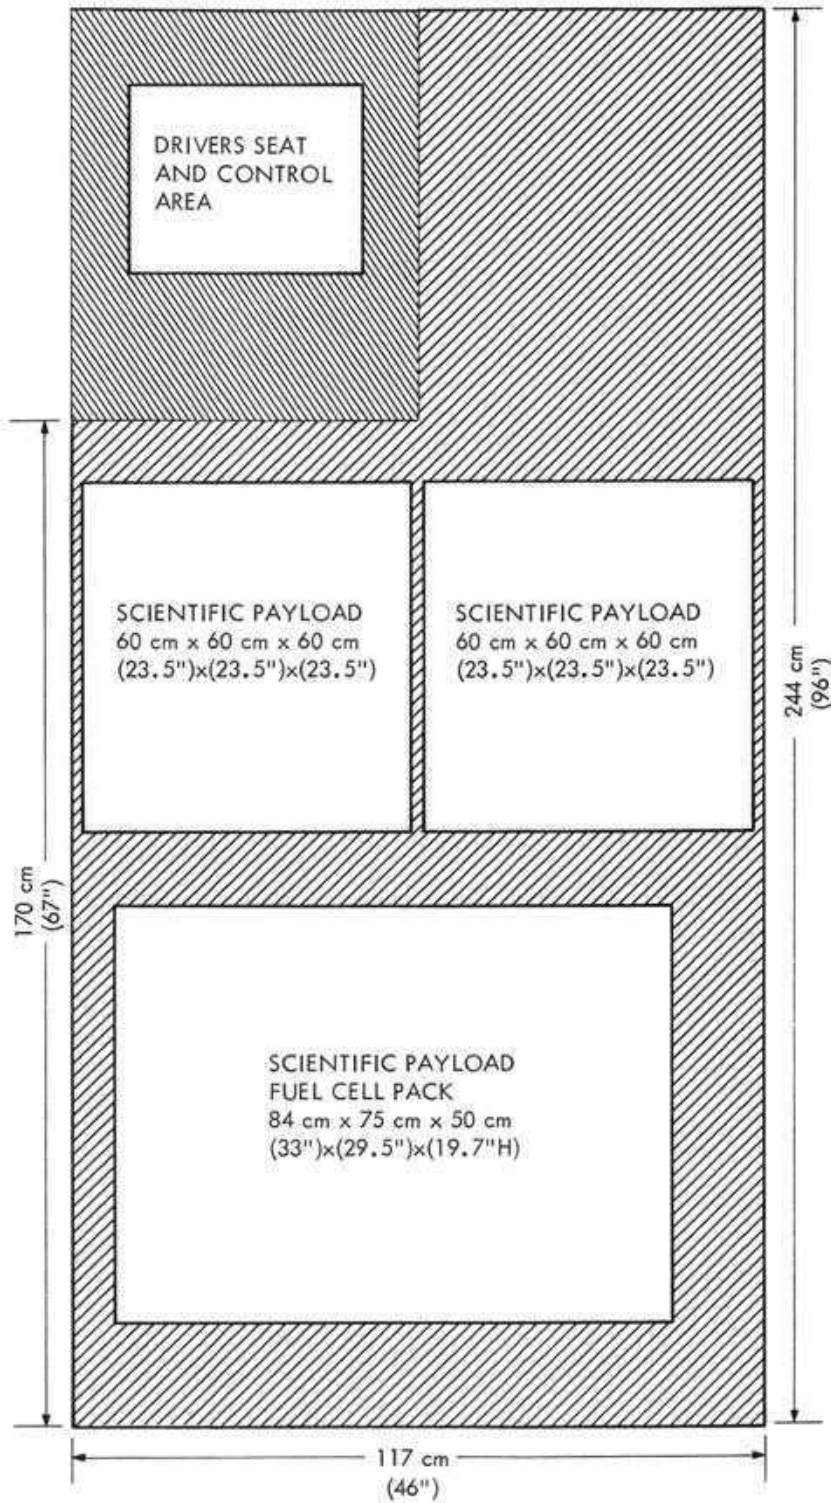 DRIVERS SEAT
AND CONTROL
AREA
SCIENTIFIC PAYLOAD
60 cm x 60 cm x 60 cm
(23.5")x(23.5")x(23.5")
SCIENTIFIC PAYLOAD
60 cm x 60 cm x 60 cm
(23.5")x(23.5")x(23.5")
244 cm
(96")
170 cm
(67")
SCIENTIFIC PAYLOAD
FUEL CELL PACK
84 cm x 75 cm x 50 cm
(33")x(29.5")x(19.7"H)
117 cm
(46")